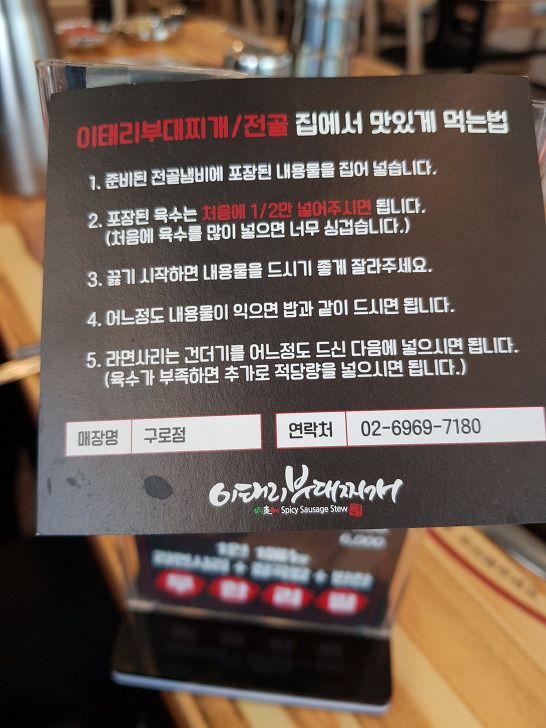 이태리부대찌개/전골 집에서 맛있게 먹는법
1. 준비된 전골냄비에 포장된 내용물을 집어 넣습니다.
2. 포장된 육수는 처음에 1/2만 넣어주시면 됩니다.
(처음에 육수를 많이 넣으면 너무 싱겁습니다.)
3. 끓기 시작하면 내용물을 드시기 좋게 잘라주세요.
4. 어느정도 내용물이 익으면 밥과 같이 드시면 됩니다.
5. 라면사리는 건더기를 어느정도 드신 다음에 넣으시면 됩니다.
(육수가 부족하면 추가로 적당량을 넣으시면 됩니다.)
매장명 구로점 연락처 02-6969-7180
이태리부대찌개
Spicy Sausage Stew
6,000
무한리필